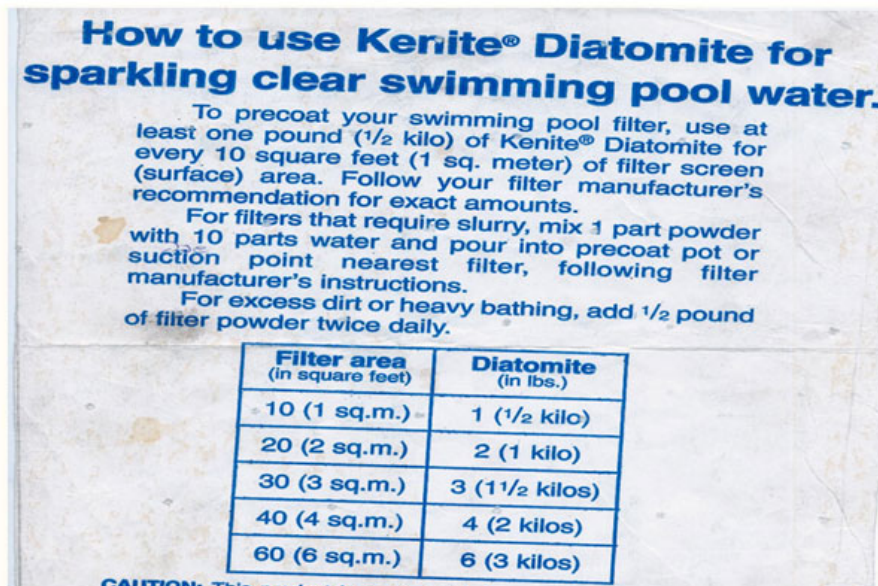 How to use Kenite® Diatomite for
sparkling clear swimming pool water.
To precoat your swimming pool filter, use at
least one pound (1/2 kilo) of Kenite® Diatomite for
every 10 square feet (1 sq. meter) of filter screen
(surface) area. Follow your filter manufacturer's
recommendation for exact amounts.
For filters that require slurry, mix 1 part powder
with 10 parts water and pour into precoat pot or
suction point nearest filter, following filter
manufacturer's instructions.
For excess dirt or heavy bathing, add 1/2 pound
of filter powder twice daily.
Filter area Diatomite
(in square feet) (in lbs.)
10 (1 sq.m.) 1 (1/2 kilo)
20 (2 sq.m.) 2 (1 kilo)
30 (3 sq.m.) 3 (11/2 kilos)
40 (4 sq.m.) 4 (2 kilos)
60 (6 sq.m.) 6 (3 kilos)
CAUTION: This